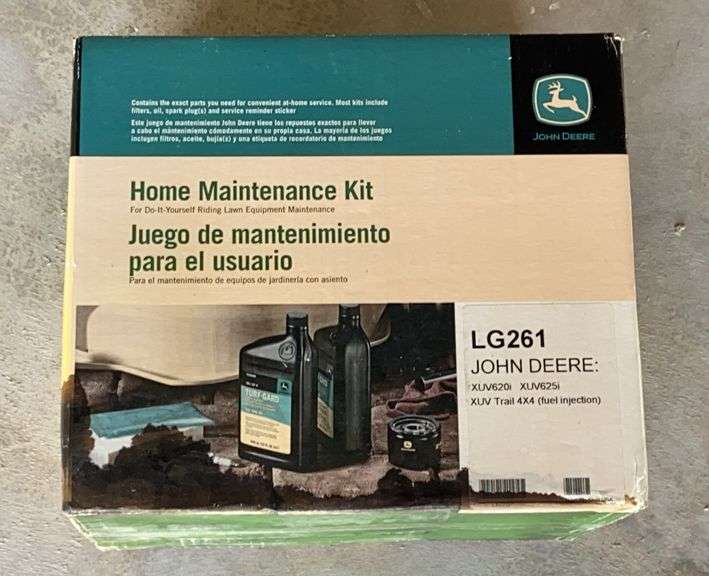 Contains the exact parts you need for convenient at-home service. Most kits include
filters, oil, spark plug(s) and service reminder sticker
Este juego de mantenimiento John Deere tiene los repuestos exactos para llevar
a cabo el mántenimiento cómodamente en su propia casa. La mayoría de los juegos
incluyen filtros, aceite, bujía(s) y una etiqueta de recordatorio de mantenimiento
JOHN DEERE
Home Maintenance Kit
For Do-It-Yourself Riding Lawn Equipment Maintenance
Juego de mantenimiento
para el usuario
Para el mantenimiento de equipos de jardinería con asiento
TURF-GARD
LG261
JOHN DEERE:
XUV620i XUV625i
XUV Trail 4X4 (fuel injection)